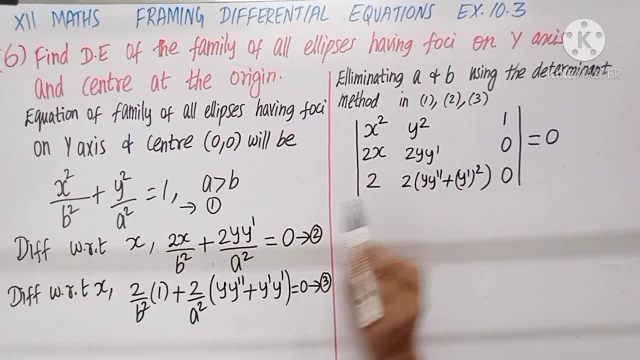 XII MATHS FRAMING DIFFERENTIAL EQUATIONS EX.10.3
(6) Find D.E of the family of all ellipses having foci on Y axis
and centre at the origin.
Equation of family of all ellipses having foci
on Y axis & centre (0,0) will be
x²/b² + y²/a² = 1, a>b → ①
Diff w.r.t x, 2x/b² + 2yy'/a² = 0 → ②
Diff w.r.t x, 2/b² (1) + 2/a² (yy''+y'y') = 0 → ③
Elliminating a & b using the determinant
method in (1), (2), (3)
| x² y² 1 |
| 2x 2yy' 0 | = 0
| 2 2(yy''+(y')²) 0 |